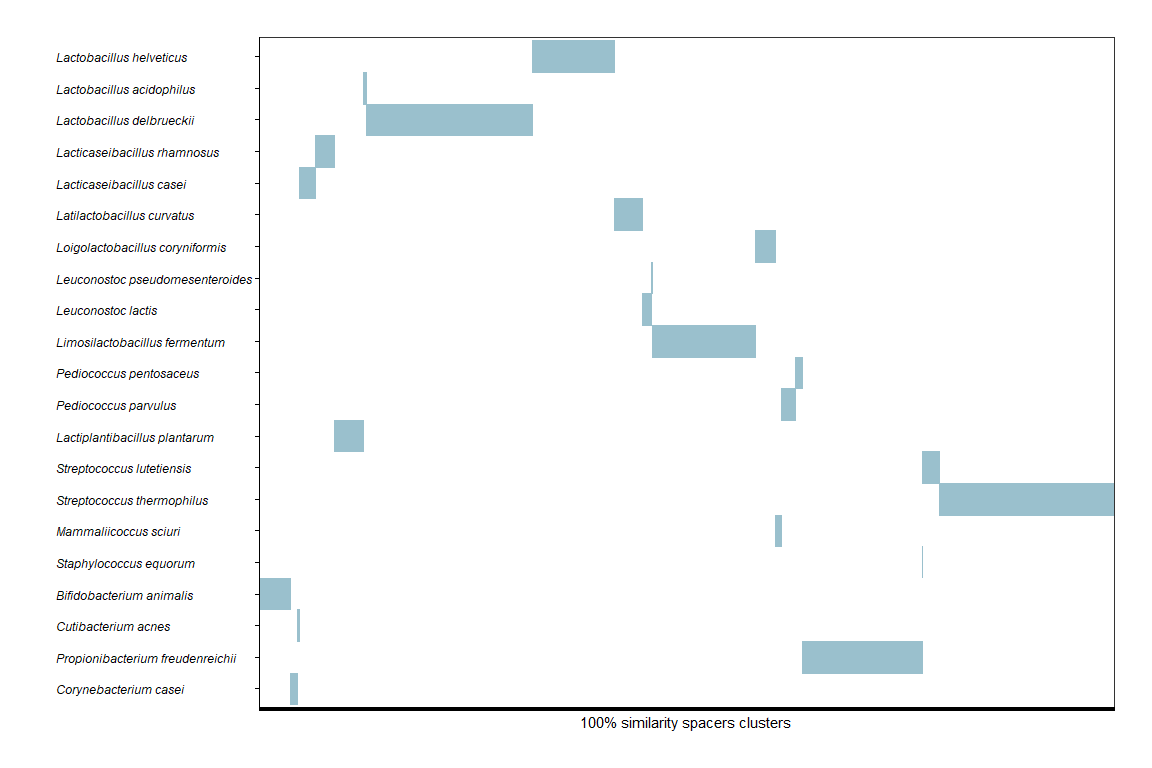 Lactobacillus helveticus
Lactobacillus acidophilus
Lactobacillus delbrueckii
Lacticaseibacillus rhamnosus
Lacticaseibacillus casei
Latilactobacillus curvatus
Loigolactobacillus coryniformis
Leuconostoc pseudomesenteroides
Leuconostoc lactis
Limosilactobacillus fermentum
Pediococcus pentosaceus
Pediococcus parvulus
Lactiplantibacillus plantarum
Streptococcus lutetiensis
Streptococcus thermophilus
Mammaliicoccus sciuri
Staphylococcus equorum
Bifidobacterium animalis
Cutibacterium acnes
Propionibacterium freudenreichii
Corynebacterium casei
100% similarity spacers clusters